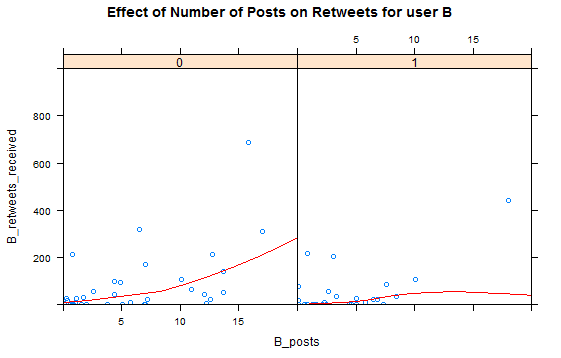 Effect of Number of Posts on Retweets for user B
5 10 15
0 1
800
600
400
200
B_retweets_received
5 10 15
B_posts